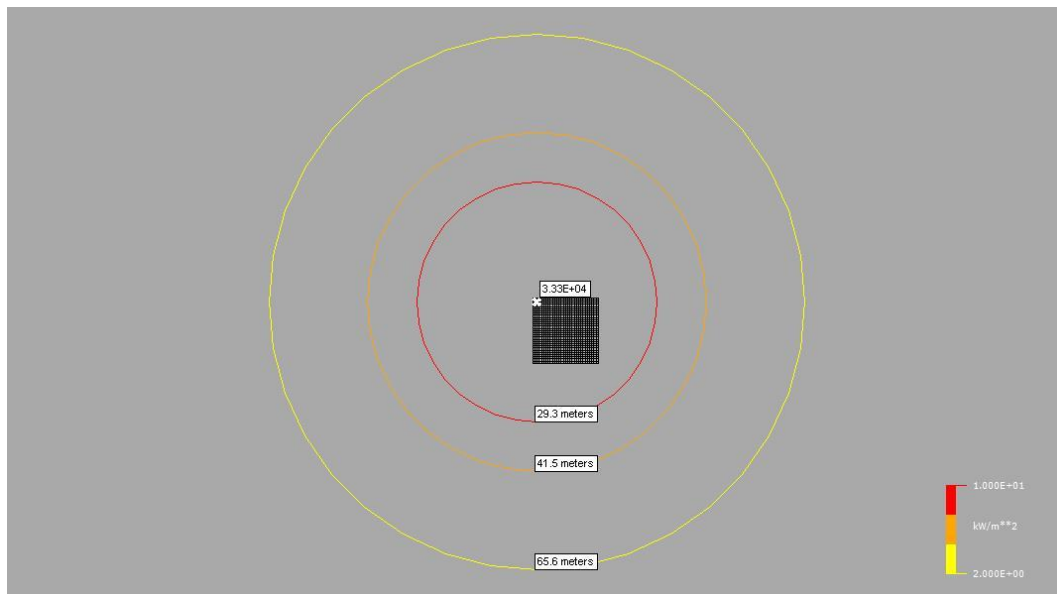 3.33E+04
29.3 meters
41.5 meters
65.6 meters
1.000E+01
kW/m**2
2.000E+00